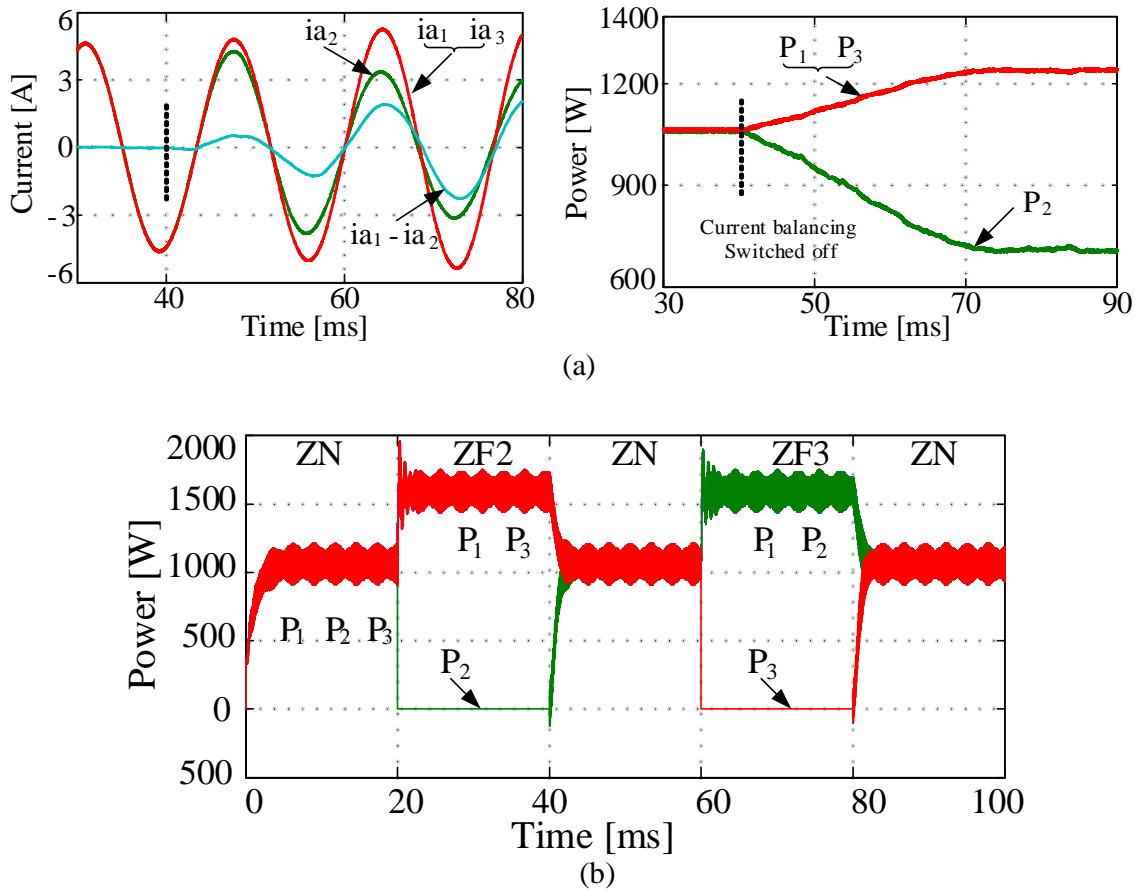 6
3
0
-3
-6
Current [A]
ia2
ia1 ia3
ia1 - ia2
40 60 80
Time [ms]
1400
1200
900
600
Power [W]
P1 P3
P2
Current balancing
Switched off
30 50 70 90
Time [ms]
(a)
2000
1500
1000
500
0
500
Power [W]
ZN ZF2 ZN ZF3 ZN
P1 P3
P1 P2
P1 P2 P3
P2
P3
0 20 40 60 80 100
Time [ms]
(b)